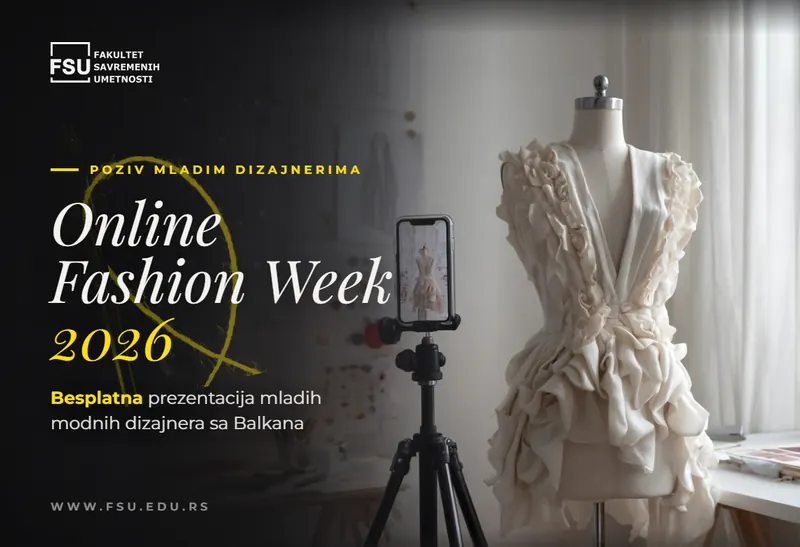 FSU
FAKULTET
SAVREMENIH
UMETNOSTI
POZIV MLADIM DIZAJNERIMA
Online
Fashion Week
2026
Besplatna prezentacija mladih
modnih dizajnera sa Balkana
WWW.FSU.EDU.RS